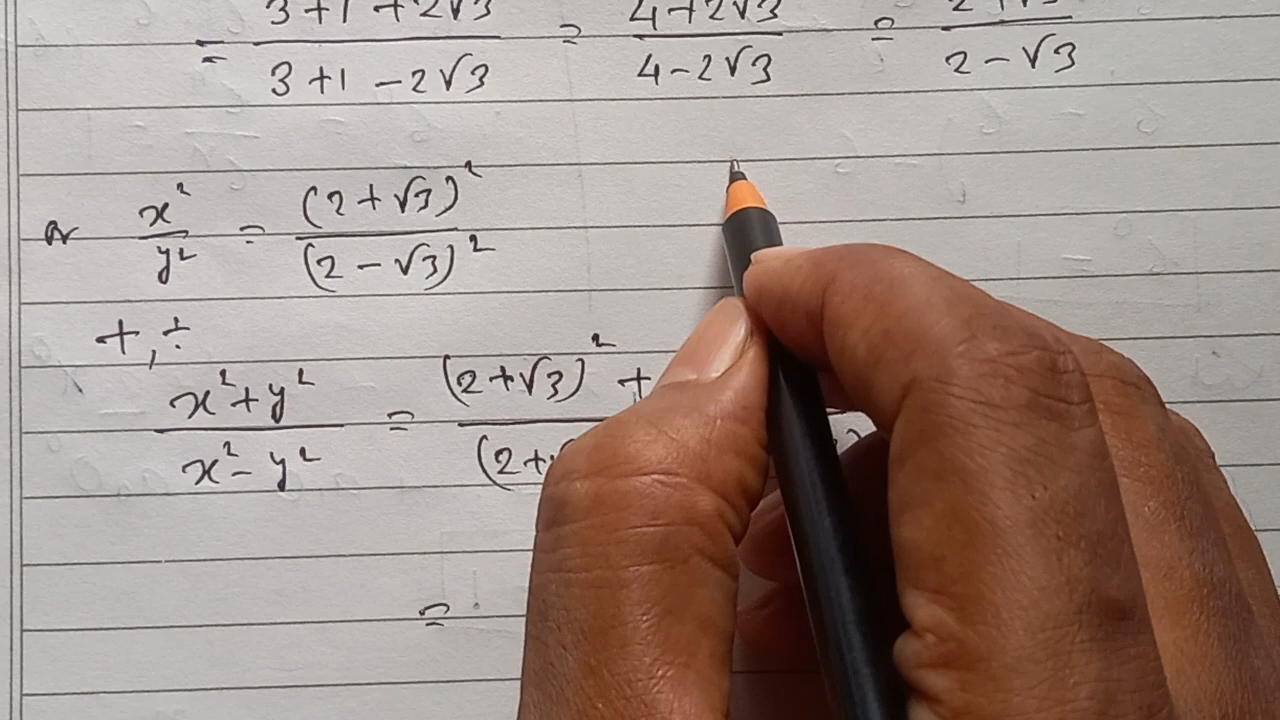 = 3+1+2√3 / 3+1-2√3 = 4+2√3 / 4-2√3 = 2+√3 / 2-√3
or x² / y² = (2+√3)² / (2-√3)²
+, ÷
x²+y² / x²-y² = (2+√3)² + / (2+
=